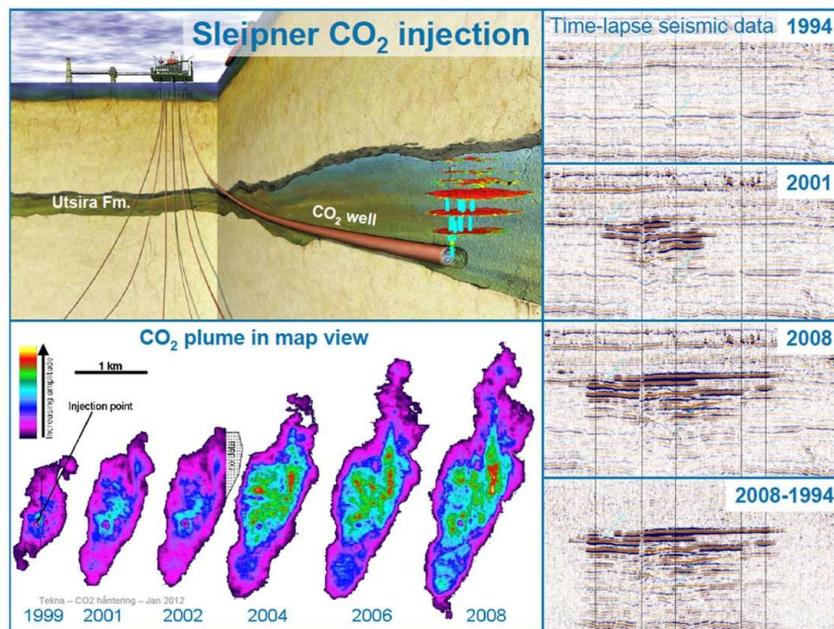 Sleipner CO₂ injection
Utsira Fm.
CO₂ well
Time-lapse seismic data 1994
2001
2008
2008-1994
CO₂ plume in map view
Increasing amplitude
1 km
Injection point
no data
Tekna – CO2 håntering – Jan 2012
1999 2001 2002 2004 2006 2008